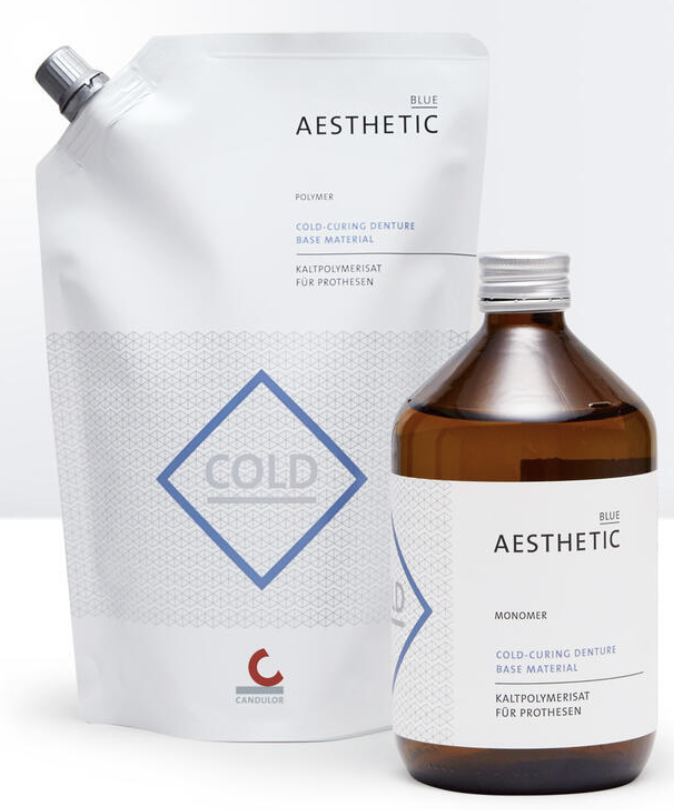 BLUE
AESTHETIC
POLYMER
COLD-CURING DENTURE
BASE MATERIAL
KALTPOLYMERISAT
FÜR PROTHESEN
COLD
CANDULOR
BLUE
AESTHETIC
MONOMER
COLD-CURING DENTURE
BASE MATERIAL
KALTPOLYMERISAT
FÜR PROTHESEN